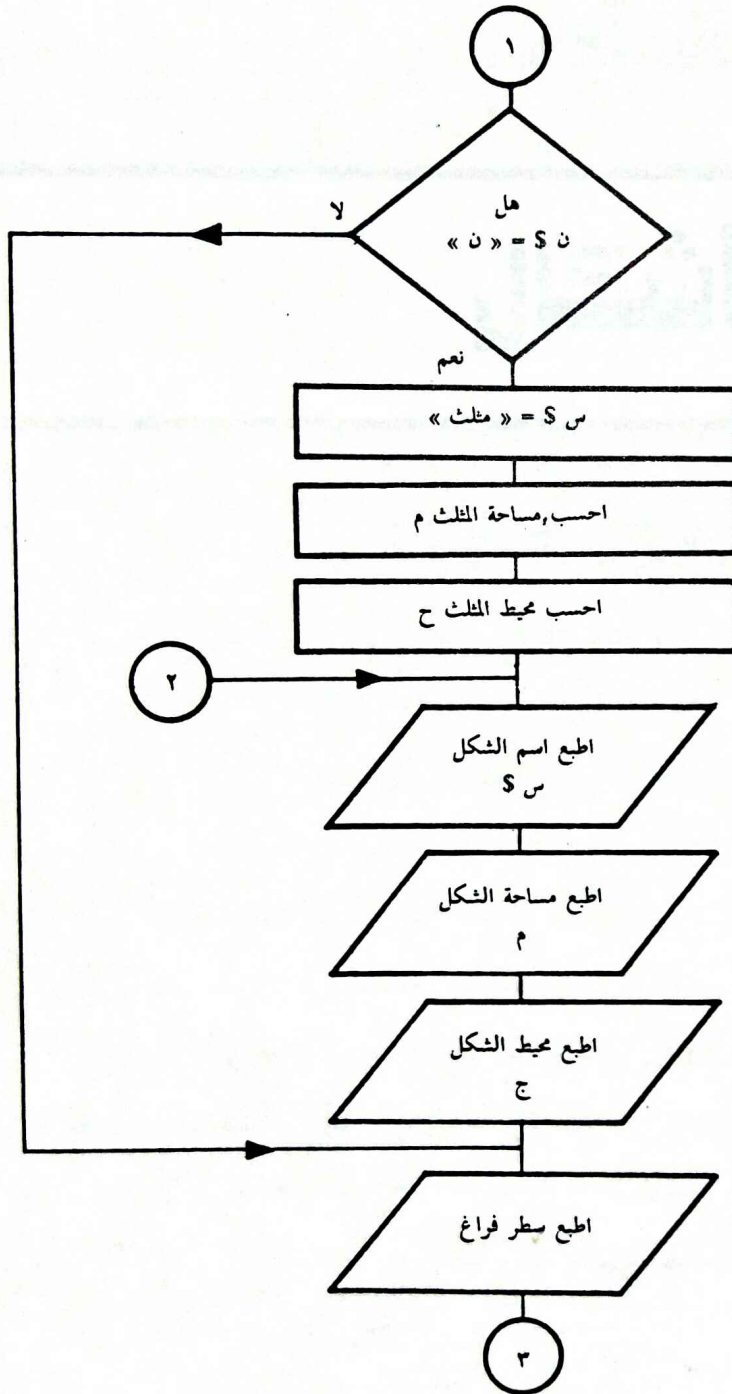 ١
هل
ن $ = « ن »
لا
نعم
س $ = « مثلث »
احسب مساحة المثلث م
احسب محيط المثلث ح
٢
اطبع اسم الشكل
س $
اطبع مساحة الشكل
م
اطبع محيط الشكل
ج
اطبع سطر فراغ
٣